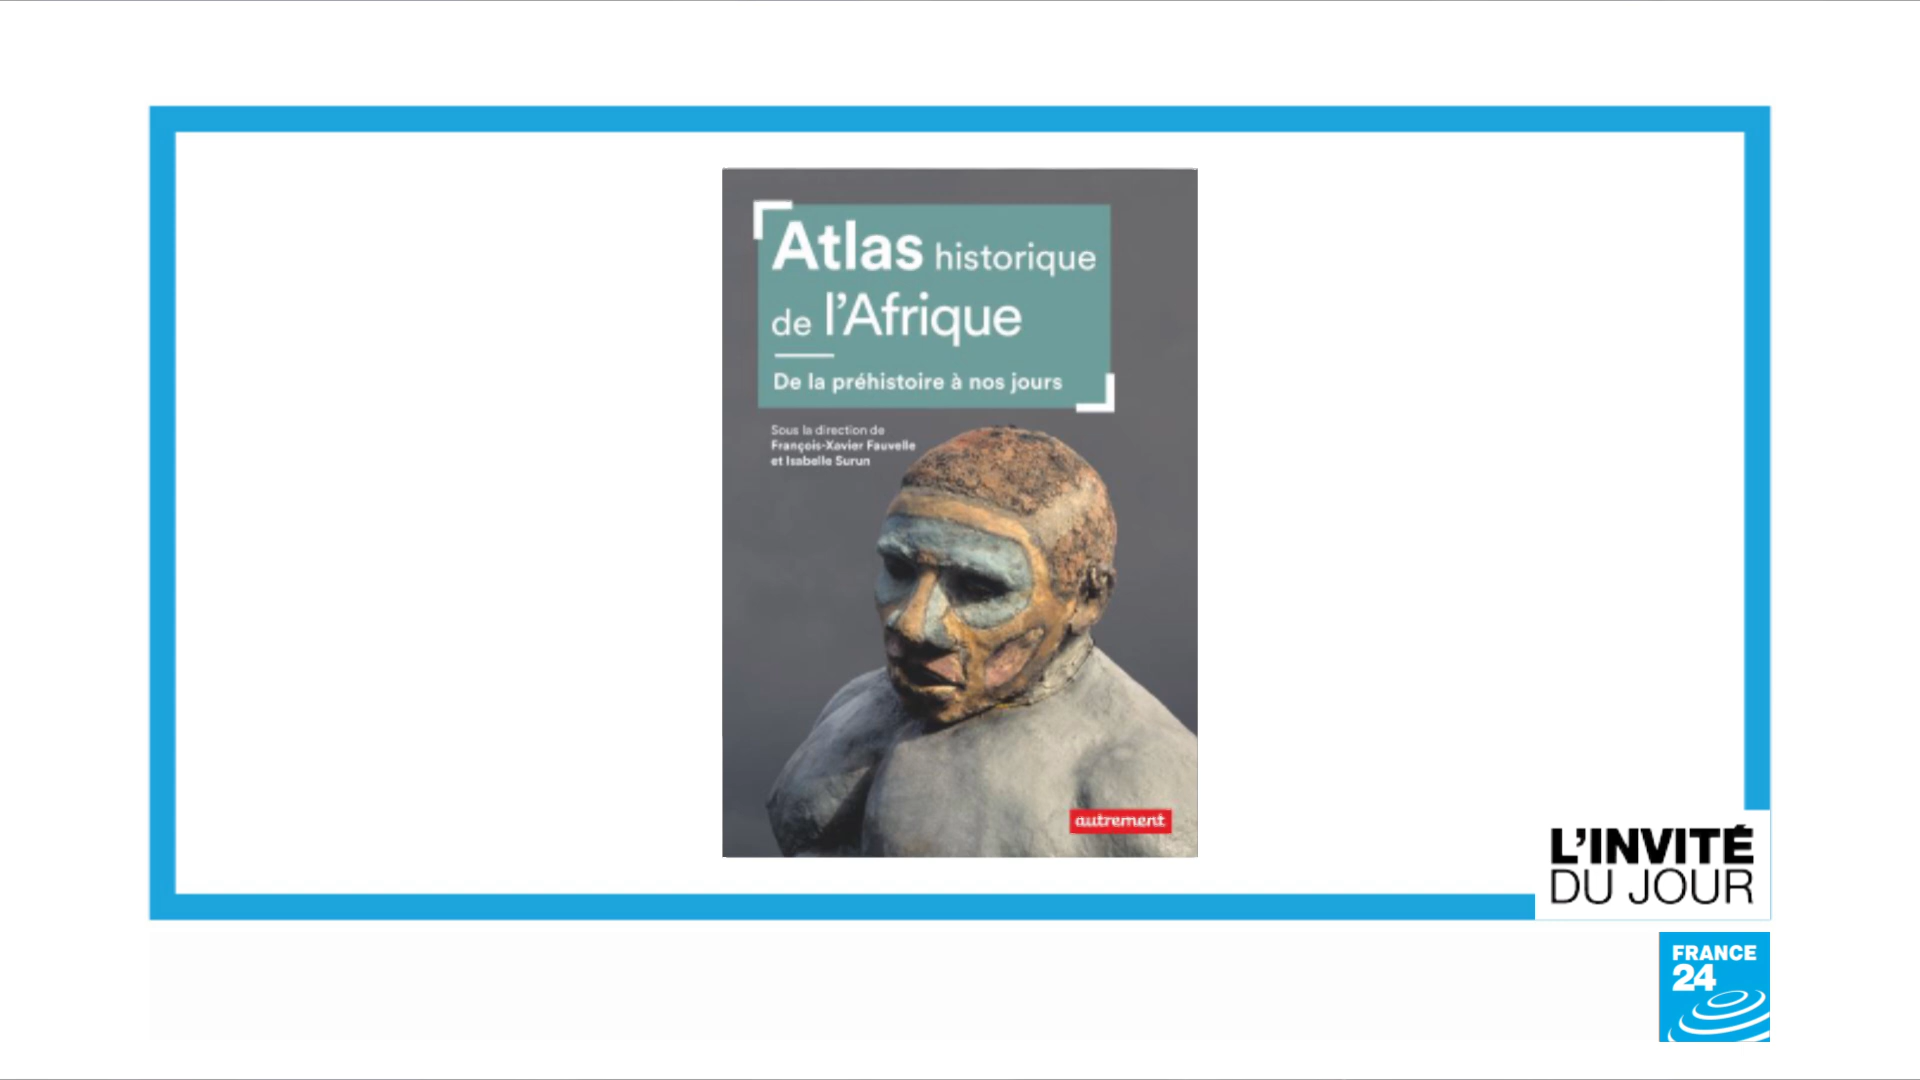 Atlas historique
de l'Afrique
De la préhistoire à nos jours
Sous la direction de
François-Xavier Fauvelle
et Isabelle Surun
autrement
L'INVITÉ
DU JOUR
FRANCE
24